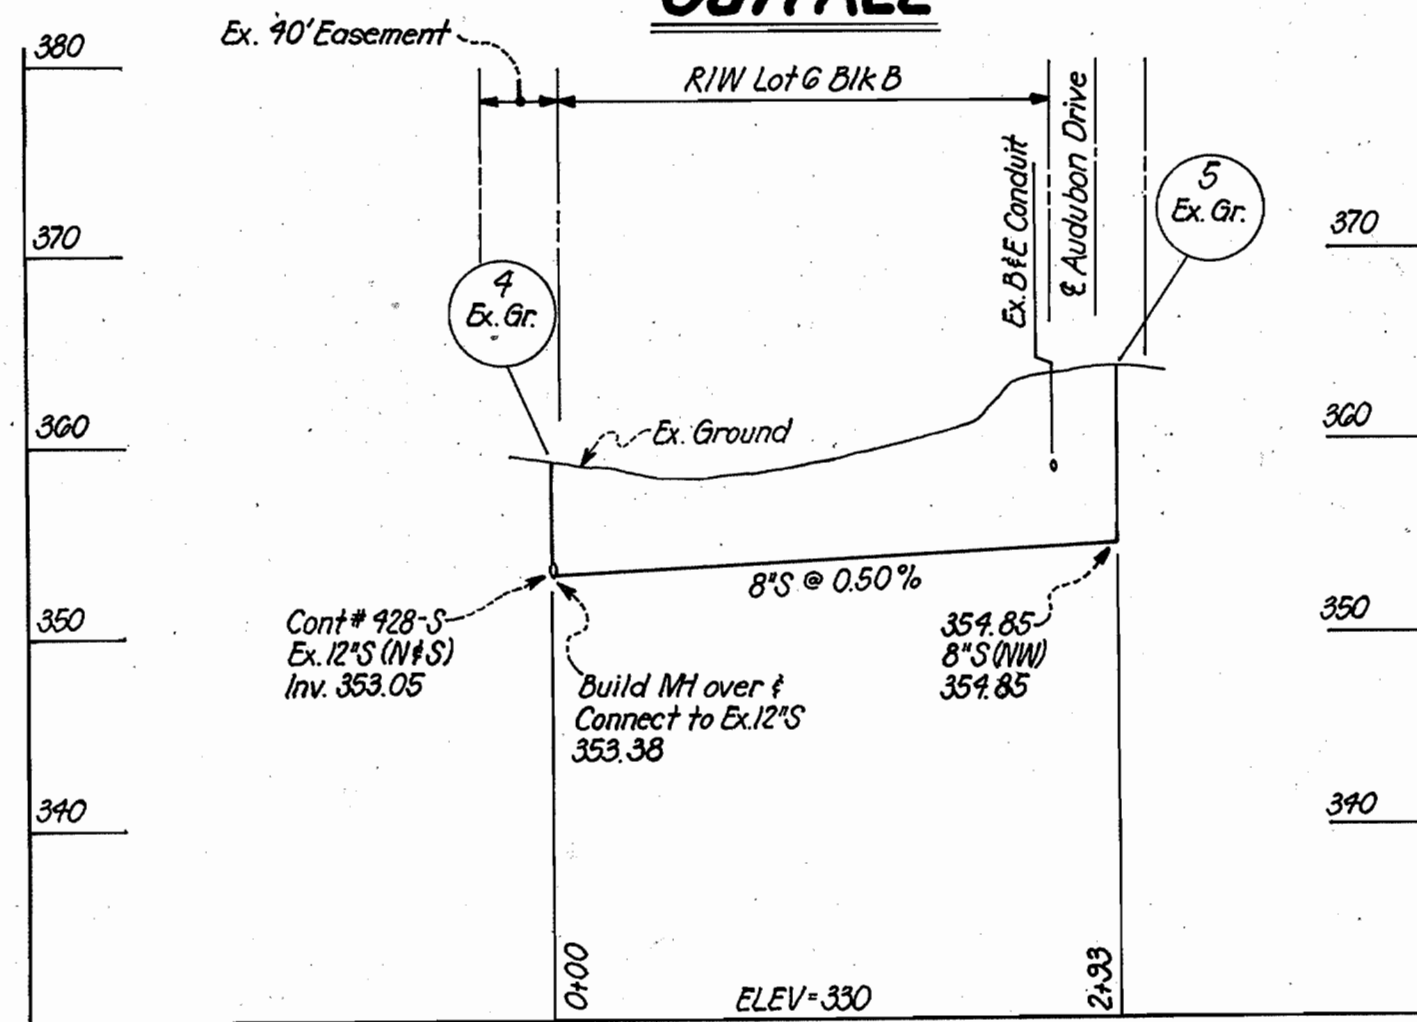 OUTFALL
Ex. 40' Easement
380
R/W Lot 6 Blk B
Ex. B&E Conduit
℄ Audubon Drive
5
Ex. Gr.
370
370
4
Ex. Gr.
360
Ex. Ground
360
8"S @ 0.50%
Cont# 428-S
Ex. 12"S (N&S)
Inv. 353.05
350
Build MH over &
Connect to Ex. 12"S
353.38
354.85
8"S (NW)
354.85
350
340
340
0+00
ELEV=330
2+93